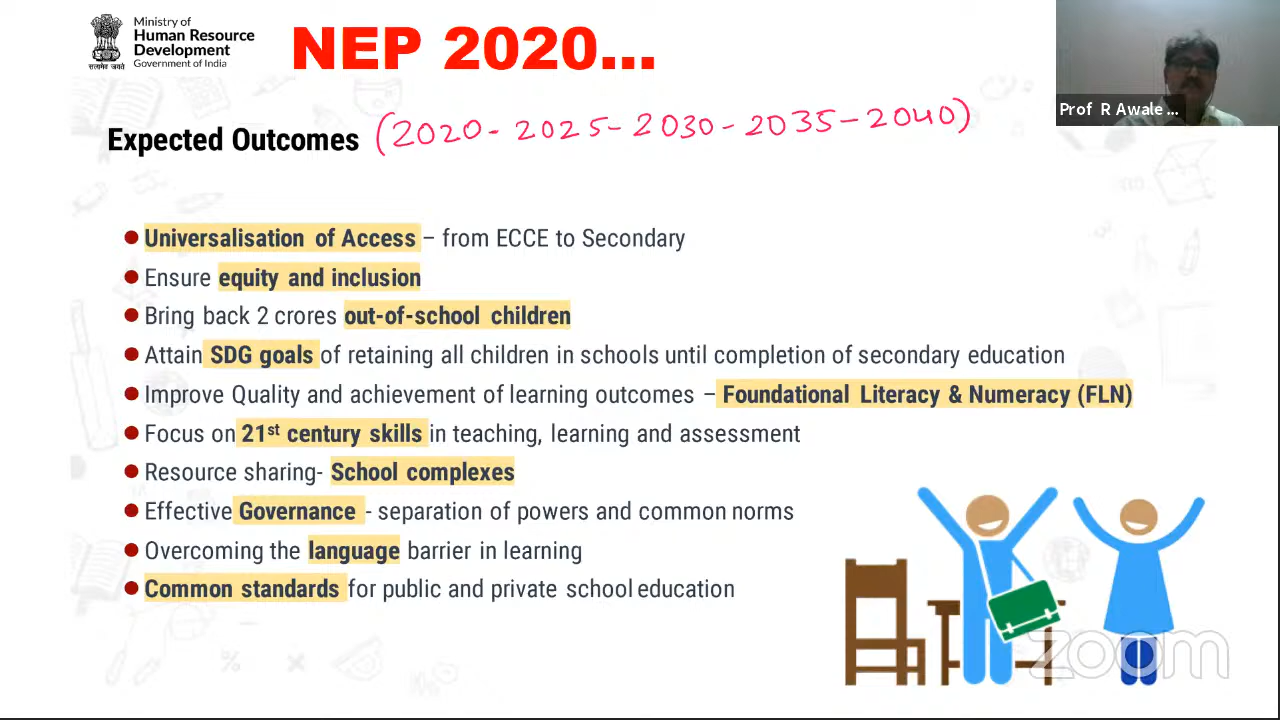 Ministry of
Human Resource
Development
Government of India
सत्यमेव जयते
NEP 2020...
Prof R Awale ...
Expected Outcomes (2020- 2025- 2030- 2035- 2040)
● Universalisation of Access – from ECCE to Secondary
● Ensure equity and inclusion
● Bring back 2 crores out-of-school children
● Attain SDG goals of retaining all children in schools until completion of secondary education
● Improve Quality and achievement of learning outcomes – Foundational Literacy & Numeracy (FLN)
● Focus on 21st century skills in teaching, learning and assessment
● Resource sharing- School complexes
● Effective Governance - separation of powers and common norms
● Overcoming the language barrier in learning
● Common standards for public and private school education
zoom